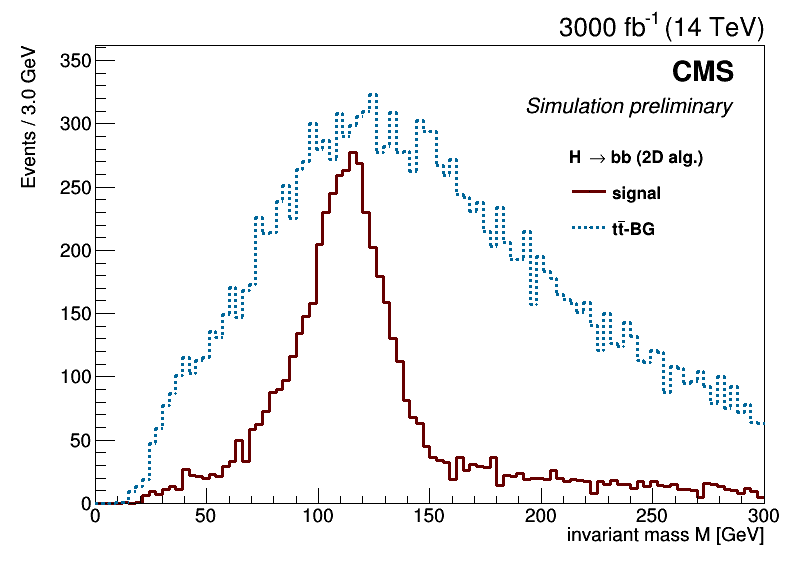 3000 fb⁻¹ (14 TeV)
Events / 3.0 GeV
CMS
Simulation preliminary
H → bb (2D alg.)
signal
tt̄-BG
350
300
250
200
150
100
50
0
0 50 100 150 200 250 300
invariant mass M [GeV]